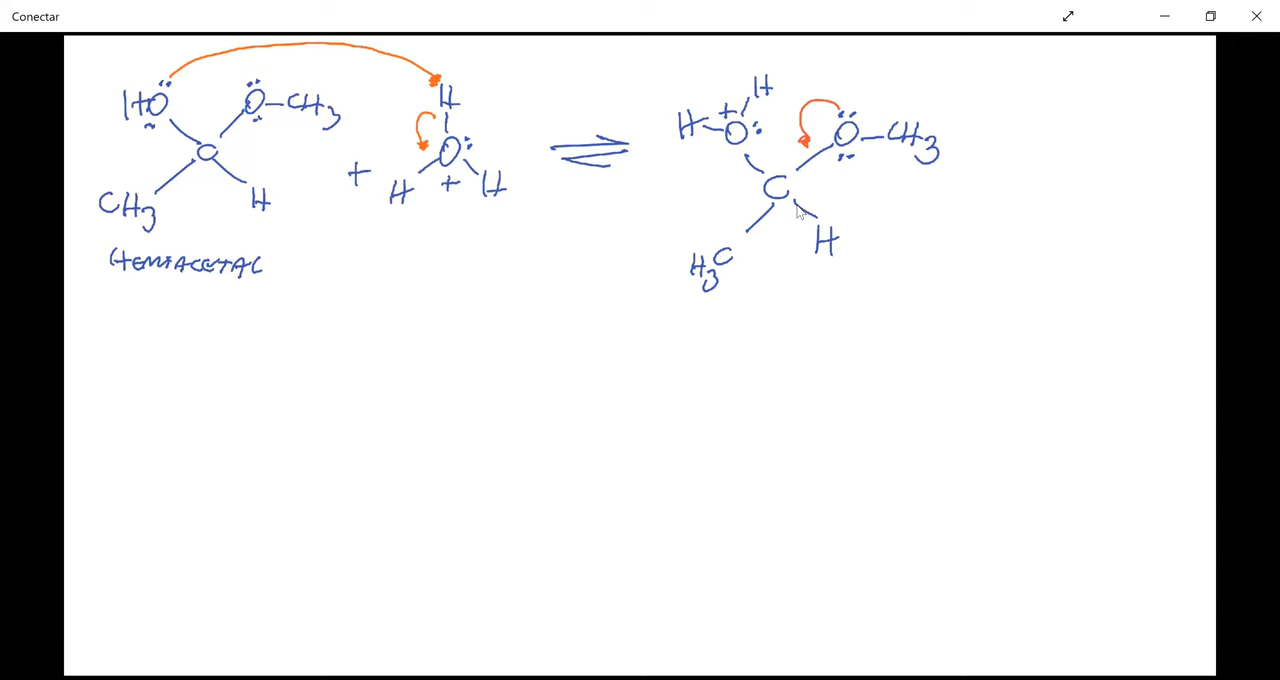 Conectar
H
HO O-CH3 H
H-O+ O-CH3
C + O
H H
+
C
CH3 H
H3C H
HEMIACETAL